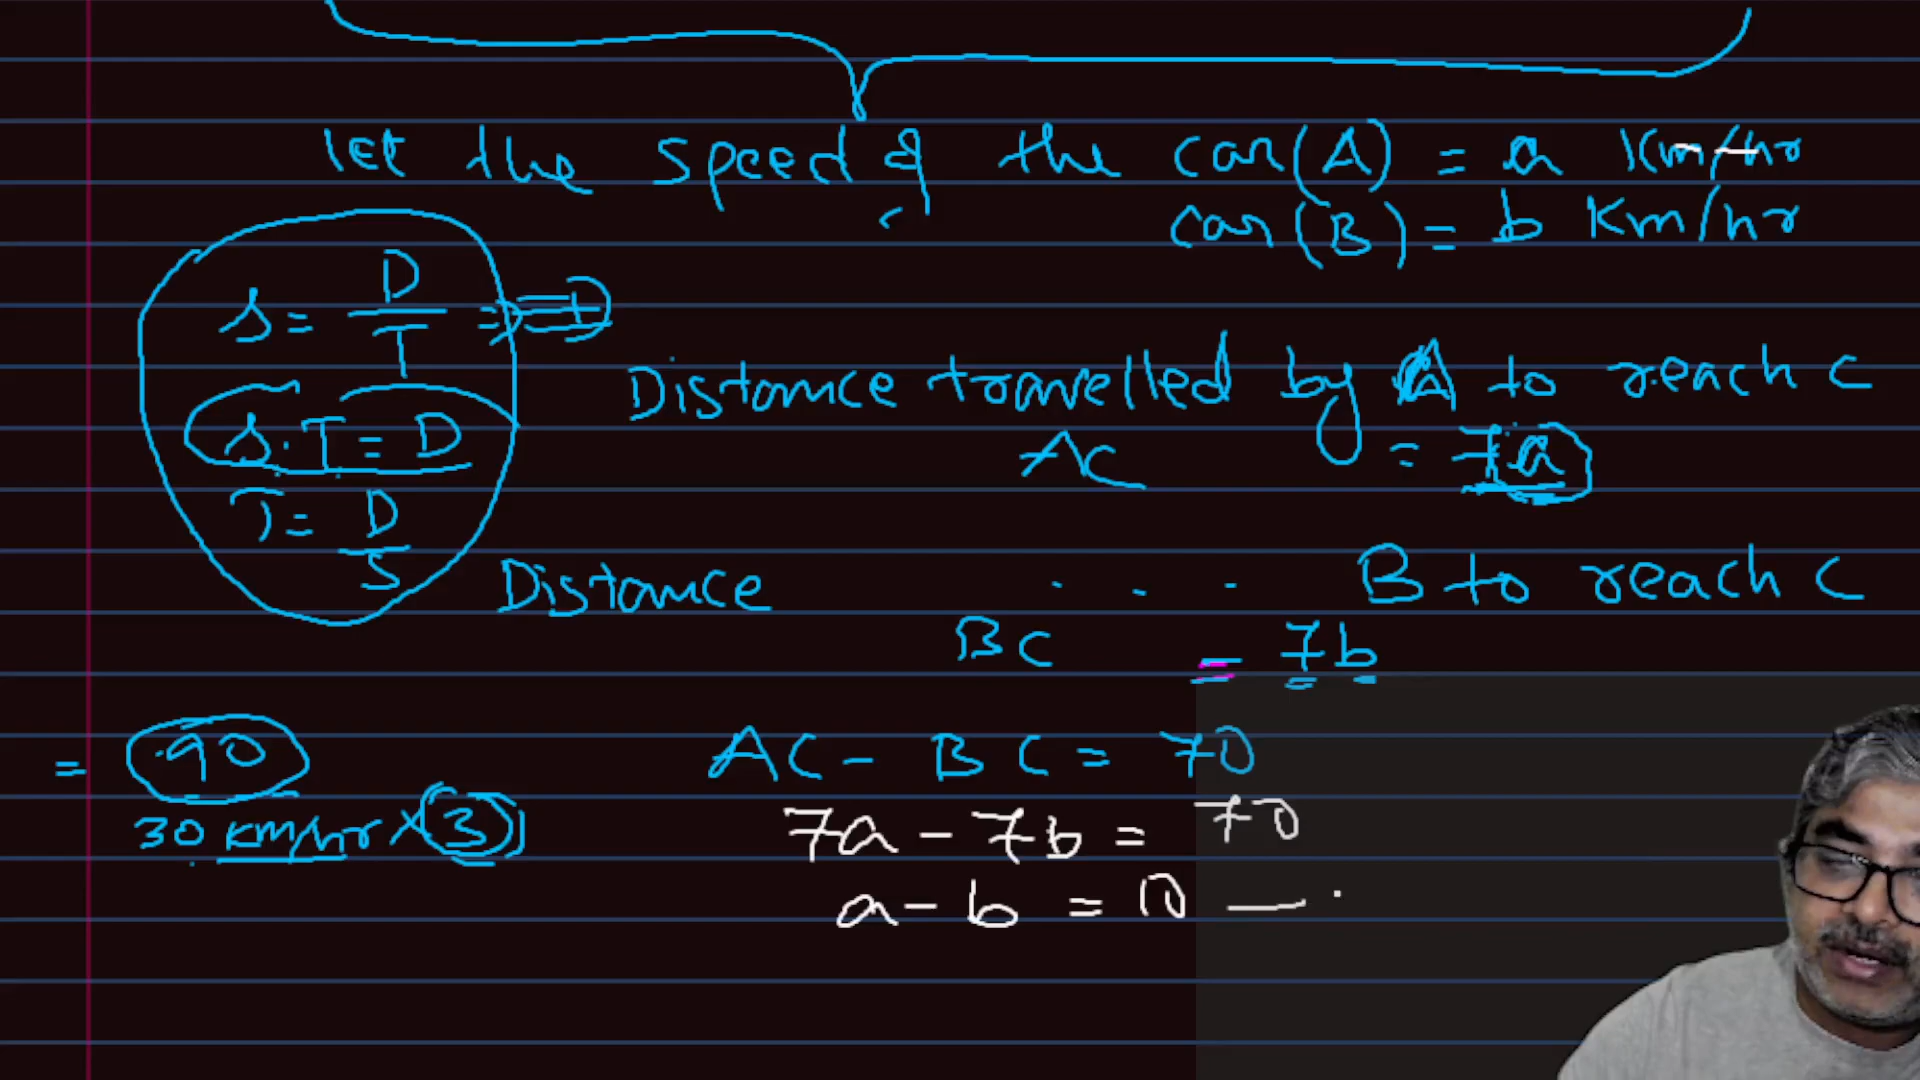 let the speed of the car(A) = a Km/hr
car(B) = b Km/hr
S = D/T => D
Distance travelled by A to reach C
S.T = D
AC = 7a
T = D/S
Distance . . . B to reach C
BC = 7b
= 90
AC - BC = 70
30 km/hr × 3
7a - 7b = 70
a - b = 10 —